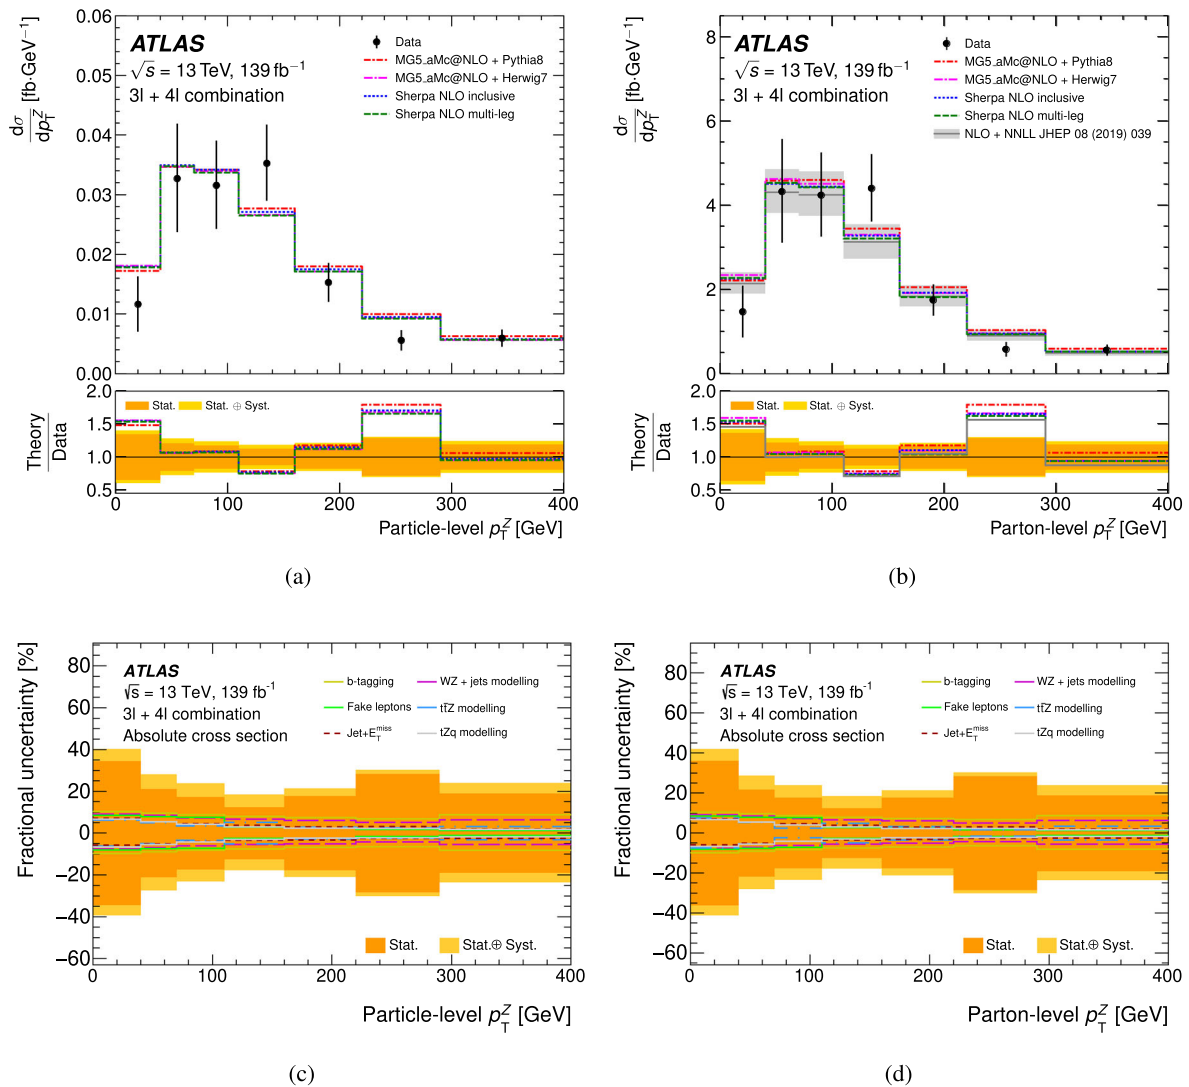 ATLAS
√s = 13 TeV, 139 fb⁻¹
3l + 4l combination
Data
MG5_aMc@NLO + Pythia8
MG5_aMc@NLO + Herwig7
Sherpa NLO inclusive
Sherpa NLO multi-leg
dσ/dp_T^Z [fb·GeV⁻¹]
0.06
0.05
0.04
0.03
0.02
0.01
0.00
Stat. Stat. ⊕ Syst.
Theory
Data
2.0
1.5
1.0
0.5
0 100 200 300 400
Particle-level p_T^Z [GeV]
(a)
ATLAS
√s = 13 TeV, 139 fb⁻¹
3l + 4l combination
Data
MG5_aMc@NLO + Pythia8
MG5_aMc@NLO + Herwig7
Sherpa NLO inclusive
Sherpa NLO multi-leg
NLO + NNLL JHEP 08 (2019) 039
dσ/dp_T^Z [fb·GeV⁻¹]
8
6
4
2
0
Stat. Stat. ⊕ Syst.
Theory
Data
2.0
1.5
1.0
0.5
0 100 200 300 400
Parton-level p_T^Z [GeV]
(b)
ATLAS
√s = 13 TeV, 139 fb⁻¹
3l + 4l combination
Absolute cross section
b-tagging
Fake leptons
Jet+E_T^miss
WZ + jets modelling
tt̄Z modelling
tZq modelling
Fractional uncertainty [%]
80
60
40
20
0
−20
−40
−60
Stat. Stat.⊕ Syst.
0 100 200 300 400
Particle-level p_T^Z [GeV]
(c)
ATLAS
√s = 13 TeV, 139 fb⁻¹
3l + 4l combination
Absolute cross section
b-tagging
Fake leptons
Jet+E_T^miss
WZ + jets modelling
tt̄Z modelling
tZq modelling
Fractional uncertainty [%]
80
60
40
20
0
−20
−40
−60
Stat. Stat.⊕ Syst.
0 100 200 300 400
Parton-level p_T^Z [GeV]
(d)